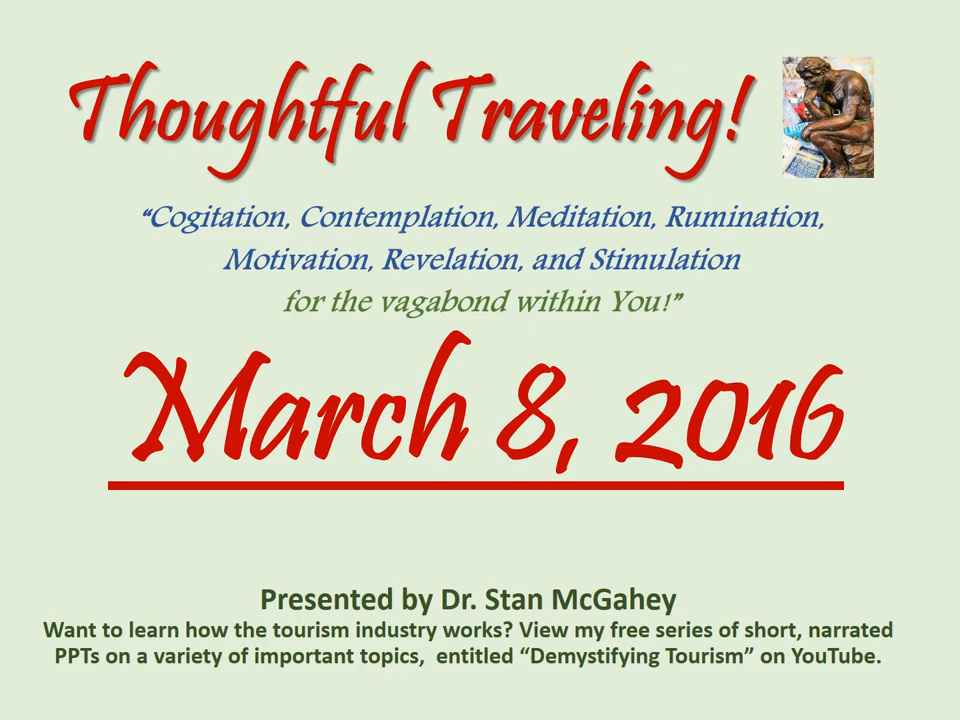 Thoughtful Traveling!
“Cogitation, Contemplation, Meditation, Rumination,
Motivation, Revelation, and Stimulation
for the vagabond within You!”
March 8, 2016
Presented by Dr. Stan McGahey
Want to learn how the tourism industry works? View my free series of short, narrated
PPTs on a variety of important topics,  entitled “Demystifying Tourism” on YouTube.